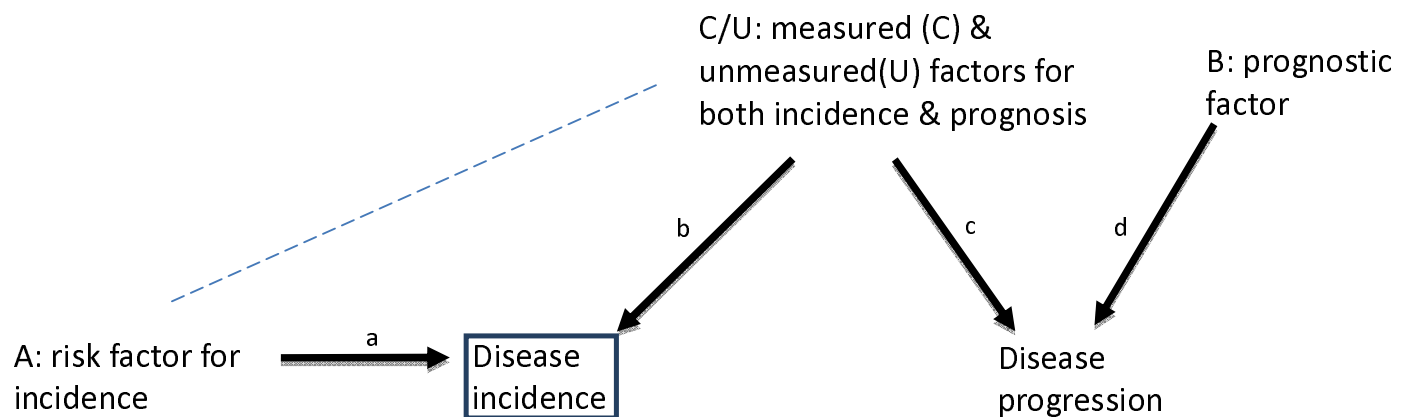 C/U: measured (C) &
unmeasured(U) factors for
both incidence & prognosis
B: prognostic
factor
b
c
d
A: risk factor for
incidence
a
Disease
incidence
Disease
progression